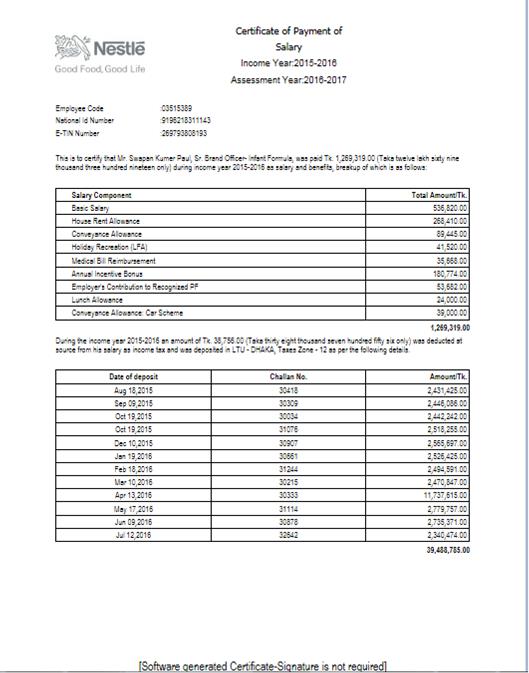 Nestlé
Good Food, Good Life
Certificate of Payment of
Salary
Income Year:2015-2016
Assessment Year:2016-2017
Employee Code :03515389
National Id Number :9195218311143
E-TIN Number :269793808193
This is to certify that Mr. Swapan Kumer Paul, Sr. Brand Officer- Infant Formula, was paid Tk. 1,269,319.00 (Taka twelve lakh sixty nine
thousand three hundred nineteen only) during income year 2015-2016 as salary and benefits, breakup of which is as follows:
Salary Component Total Amount/Tk.
Basic Salary 536,820.00
House Rent Allowance 268,410.00
Conveyance Allowance 89,445.00
Holiday Recreation (LFA) 41,520.00
Medical Bill Reimbursement 35,668.00
Annual Incentive Bonus 180,774.00
Employer's Contribution to Recognized PF 53,682.00
Lunch Allowance 24,000.00
Conveyance Allowance: Car Scheme 39,000.00
1,269,319.00
During the income year 2015-2016 an amount of Tk. 38,756.00 (Taka thirty eight thousand seven hundred fifty six only) was deducted at
source from his salary as income tax and was deposited in LTU - DHAKA, Taxes Zone - 12 as per the following details.
Date of deposit Challan No. Amount/Tk.
Aug 18,2015 30418 2,431,425.00
Sep 09,2015 30309 2,446,086.00
Oct 19,2015 30034 2,442,242.00
Oct 19,2015 31076 2,518,255.00
Dec 10,2015 30907 2,565,697.00
Jan 19,2016 30661 2,526,425.00
Feb 18,2016 31244 2,494,591.00
Mar 10,2016 30215 2,470,847.00
Apr 13,2016 30333 11,737,615.00
May 17,2016 31114 2,779,757.00
Jun 09,2016 30878 2,735,371.00
Jul 12,2016 32642 2,340,474.00
39,488,785.00
[Software generated Certificate-Signature is not required]